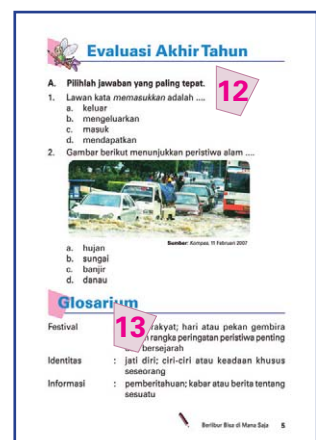 Evaluasi Akhir Tahun
A. Pilihlah jawaban yang paling tepat.
12
1. Lawan kata memasukkan adalah ....
a. keluar
b. mengeluarkan
c. masuk
d. mendapatkan
2. Gambar berikut menunjukkan peristiwa alam ....
Sumber: Kompas, 11 Februari 2007
a. hujan
b. sungai
c. banjir
d. danau
Glosarium
13
Festival rakyat; hari atau pekan gembira
rangka peringatan peristiwa penting
bersejarah
Identitas : jati diri; ciri-ciri atau keadaan khusus
seseorang
Informasi : pemberitahuan; kabar atau berita tentang
sesuatu
Berlibur Bisa di Mana Saja 5